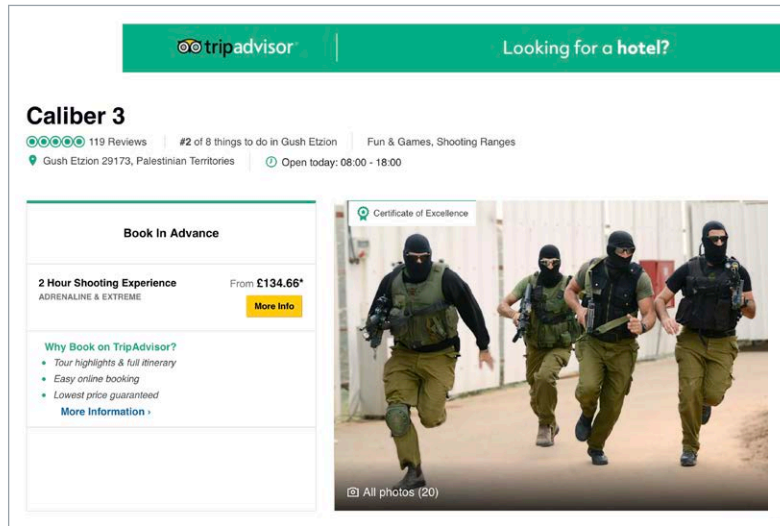 tripadvisor
Looking for a hotel?
Caliber 3
119 Reviews
#2 of 8 things to do in Gush Etzion
Fun & Games, Shooting Ranges
Gush Etzion 29173, Palestinian Territories
Open today: 08:00 - 18:00
Book In Advance
2 Hour Shooting Experience
From £134.66*
ADRENALINE & EXTREME
More Info
Why Book on TripAdvisor?
• Tour highlights & full itinerary
• Easy online booking
• Lowest price guaranteed
More Information ›
Certificate of Excellence
All photos (20)